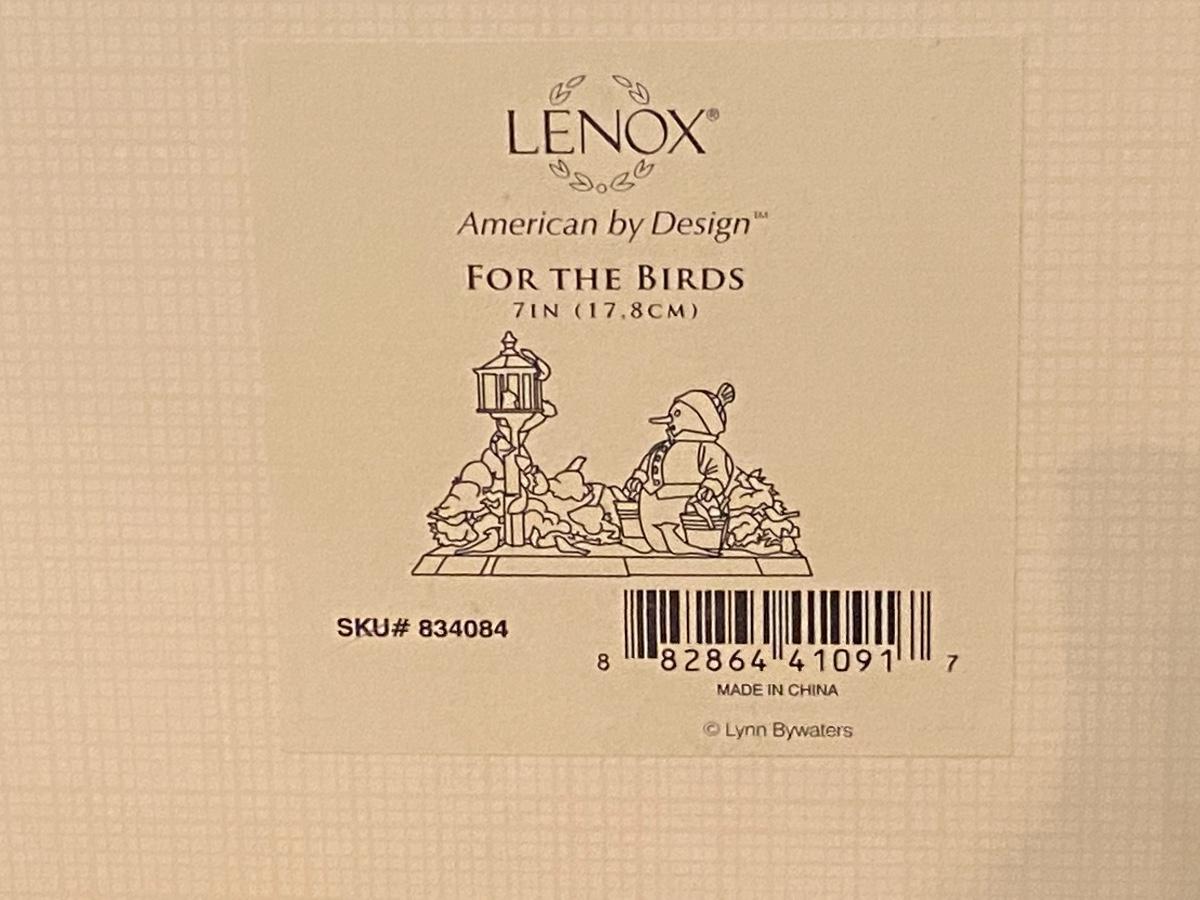 LENOX®
American by Design™
FOR THE BIRDS
7IN (17.8CM)
SKU# 834084
8 82864 41091 7
MADE IN CHINA
© Lynn Bywaters